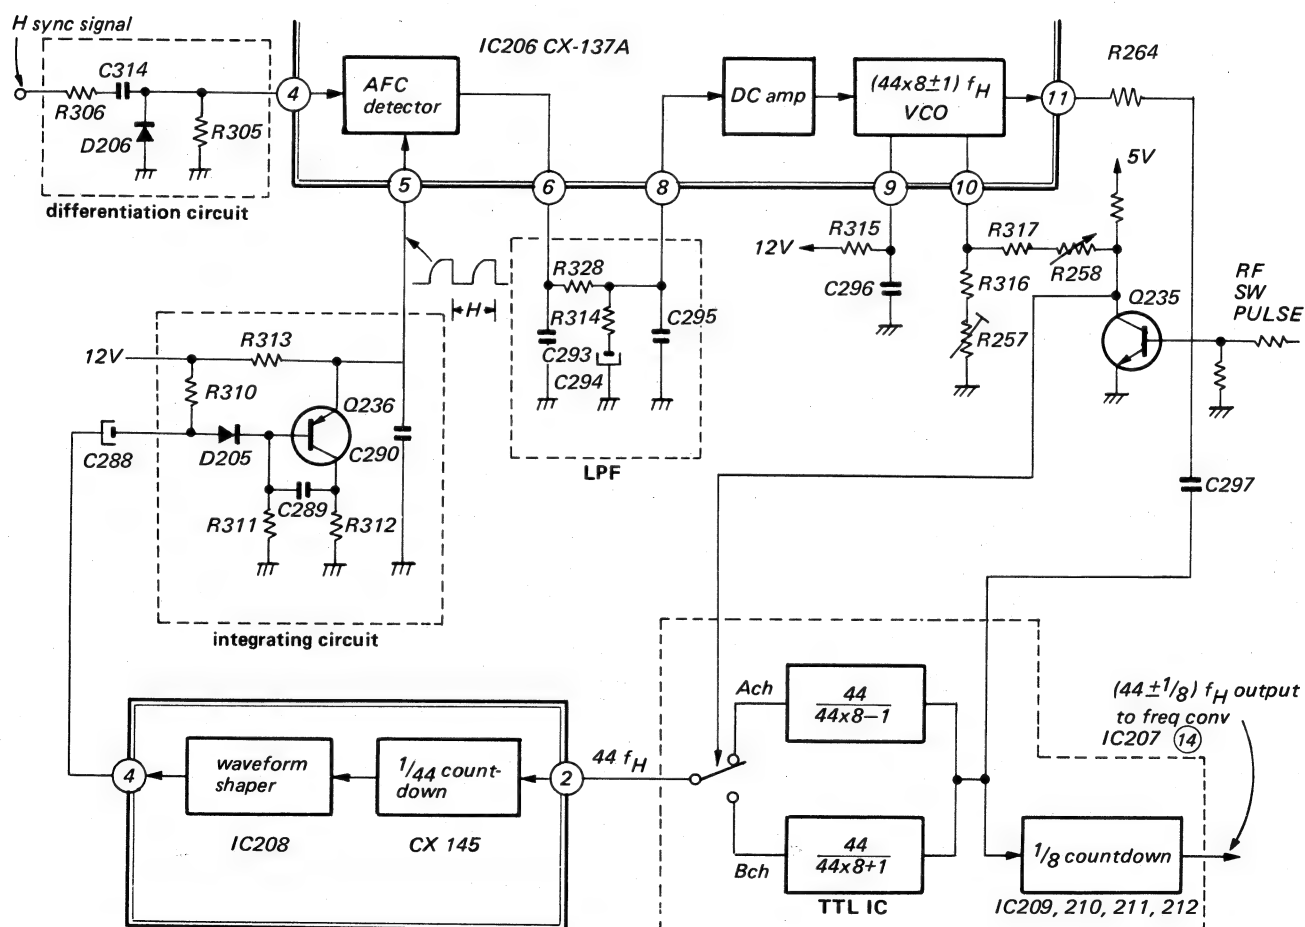 H sync signal
C314
R306
D206
R305
differentiation circuit
4
AFC
detector
IC206 CX-137A
DC amp
(44x8±1) fH
VCO
11
R264
5
6
8
9
10
5V
R315
12V
C296
R317
R258
R316
R257
Q235
RF
SW
PULSE
H
R328
R314
C293
C294
C295
LPF
12V
R313
R310
Q236
C288
D205
C290
C289
R311
R312
integrating circuit
C297
4
waveform
shaper
IC208
1/44 count-
down
CX 145
2
44 fH
Ach
44
44x8−1
Bch
44
44x8+1
TTL IC
(44±1/8) fH output
to freq conv
IC207 14
1/8 countdown
IC209, 210, 211, 212